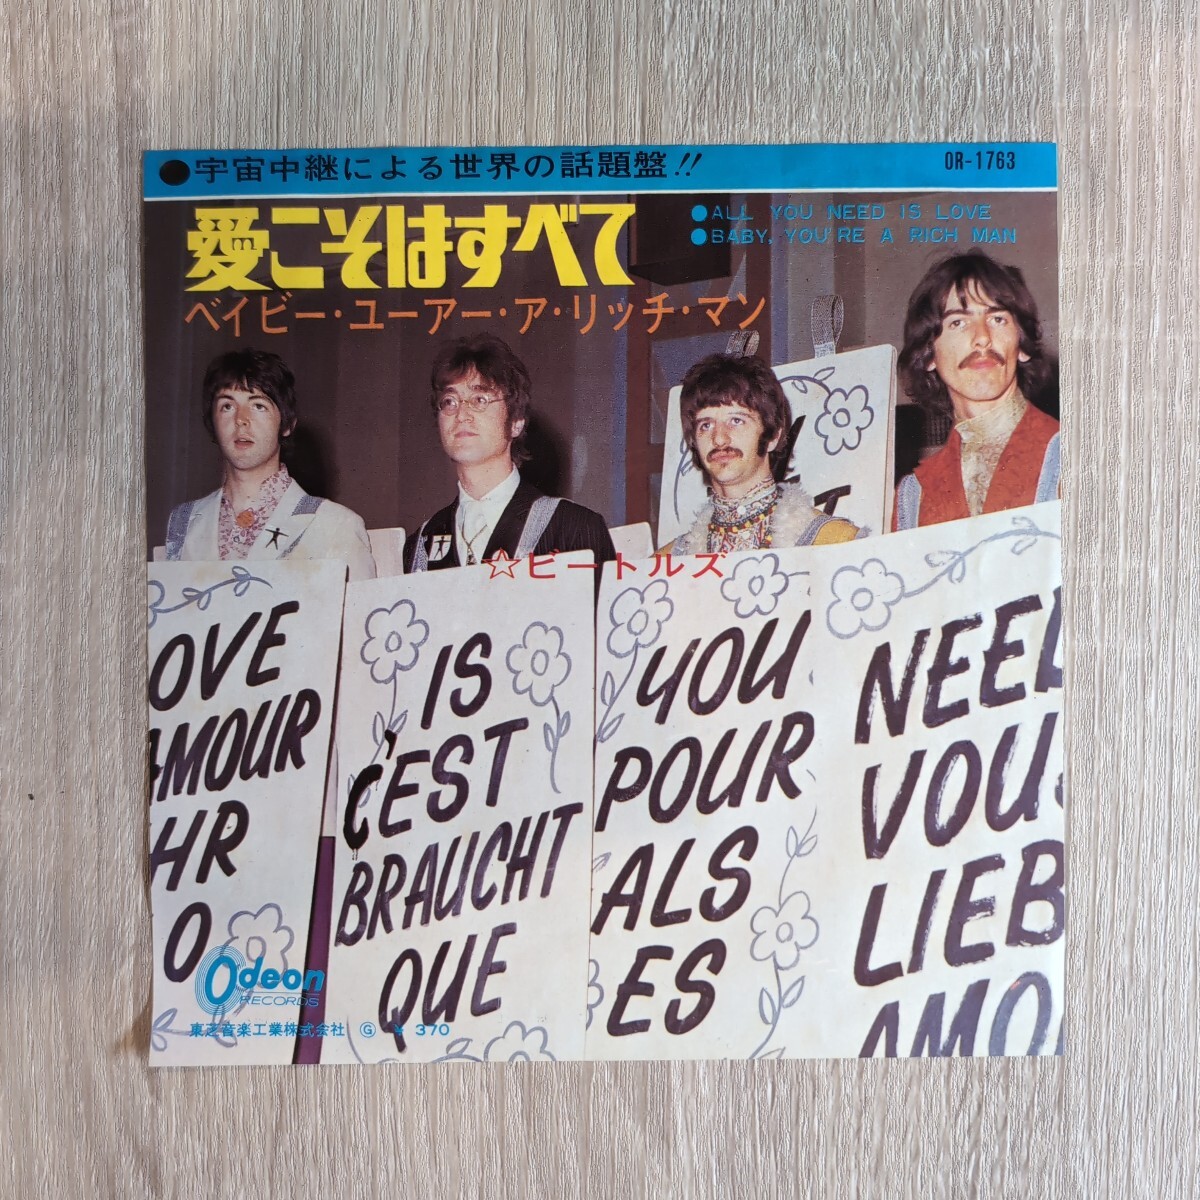 ●宇宙中継による世界の話題盤!!
OR-1763
愛こそはすべて
●ALL YOU NEED IS LOVE
●BABY, YOU'RE A RICH MAN
ベイビー・ユーアー・ア・リッチ・マン
☆ビートルズ
OVE
AMOUR
HR
O
IS
C'EST
BRAUCHT
QUE
YOU
POUR
ALS
ES
NEED
VOUS
LIEB
AMO
Odeon
RECORDS
東芝音楽工業株式会社 Ⓖ ¥370